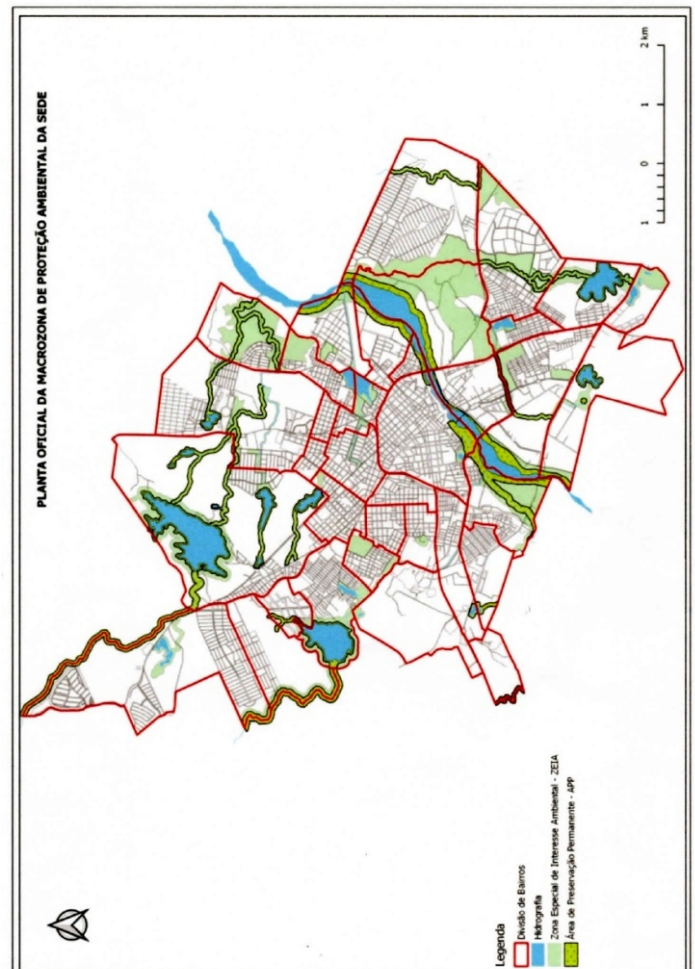 PLANTA OFICIAL DA MACROZONA DE PROTEÇÃO AMBIENTAL DA SEDE
1 0 1 2 km
Legenda
Divisão de Bairros
Hidrografia
Zona Especial de Interesse Ambiental - ZEIA
Área de Preservação Permanente - APP